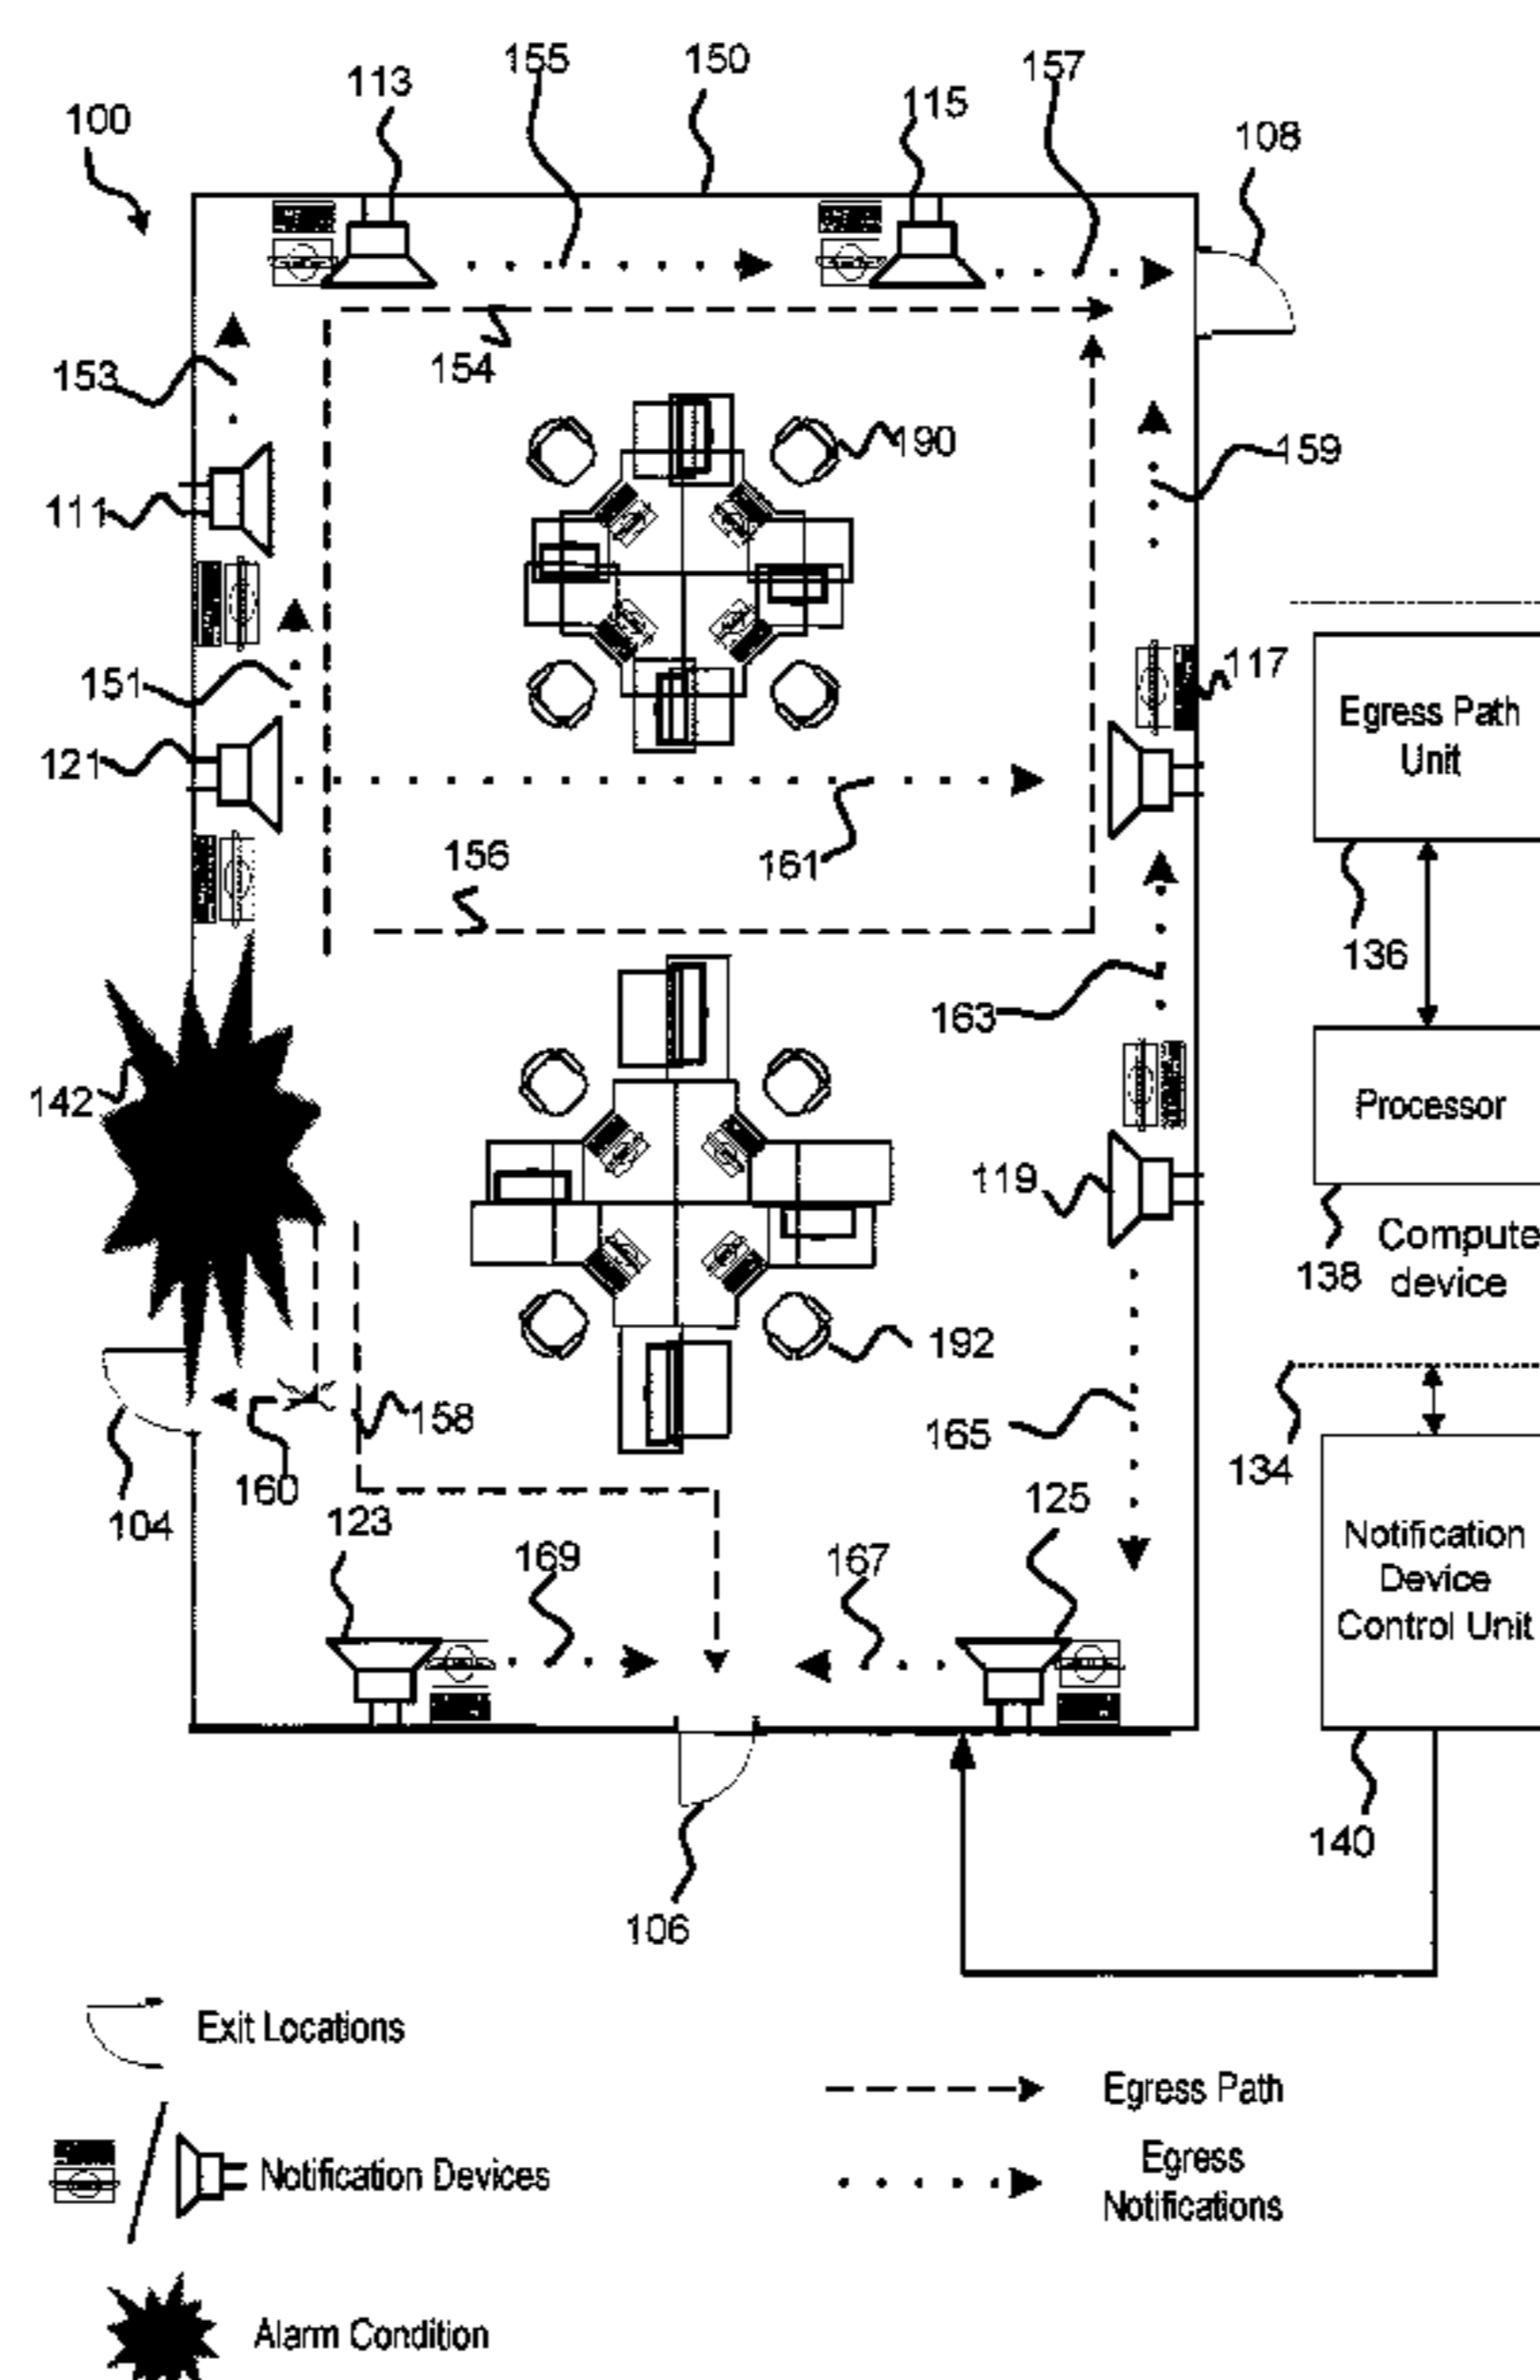 155
150
157
113
115
100
108
153
154
190
159
111
151
117
Egress Path
Unit
121
156
161
136
163
142
Processor
119
Compute
138
device
192
158
165
134
160
104
123
125
Notification
Device
Control Unit
169
167
140
106
Exit Locations
Egress Path
Notification Devices
Egress
Notifications
Alarm Condition